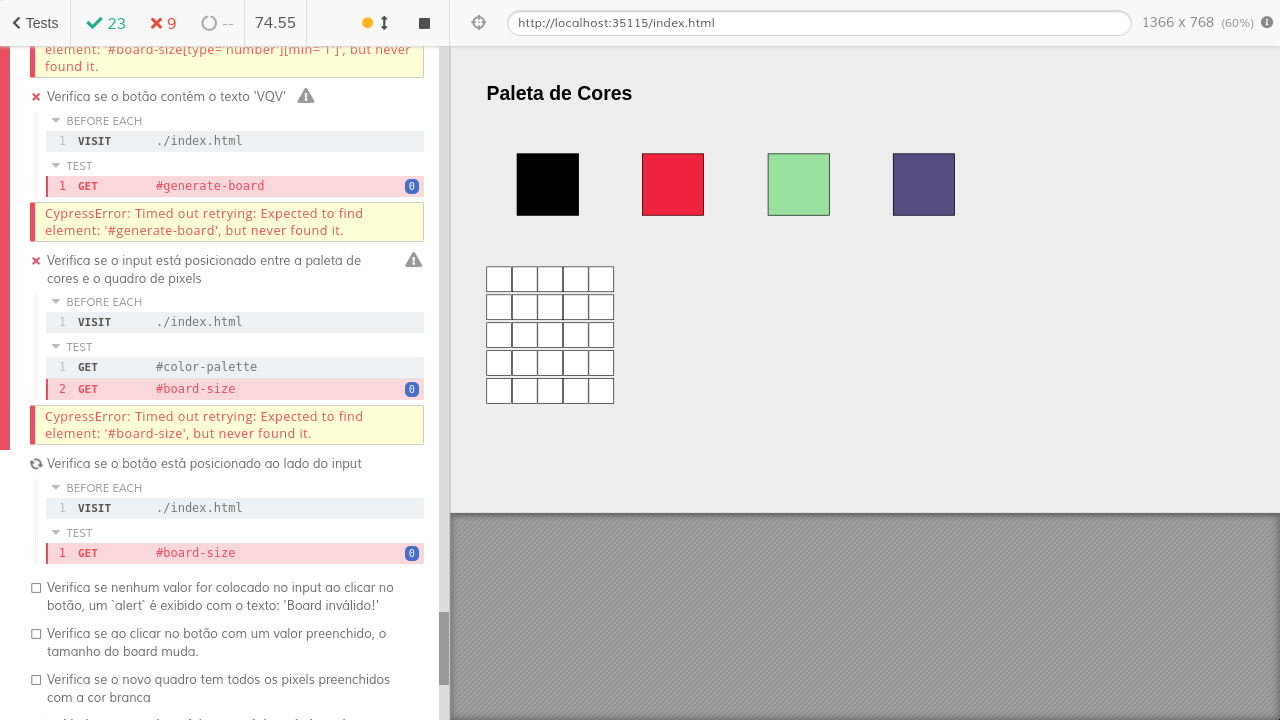 Tests 23 9 -- 74.55
http://localhost:35115/index.html 1366 x 768 (60%)
element: '#board-size[type='number'][min='1']', but never
found it.
Verifica se o botão contém o texto 'VQV'
BEFORE EACH
1 VISIT ./index.html
TEST
1 GET #generate-board 0
CypressError: Timed out retrying: Expected to find
element: '#generate-board', but never found it.
Verifica se o input está posicionado entre a paleta de
cores e o quadro de pixels
BEFORE EACH
1 VISIT ./index.html
TEST
1 GET #color-palette
2 GET #board-size 0
CypressError: Timed out retrying: Expected to find
element: '#board-size', but never found it.
Verifica se o botão está posicionado ao lado do input
BEFORE EACH
1 VISIT ./index.html
TEST
1 GET #board-size 0
Verifica se nenhum valor for colocado no input ao clicar no
botão, um `alert` é exibido com o texto: 'Board inválido!'
Verifica se ao clicar no botão com um valor preenchido, o
tamanho do board muda.
Verifica se o novo quadro tem todos os pixels preenchidos
com a cor branca
Paleta de Cores